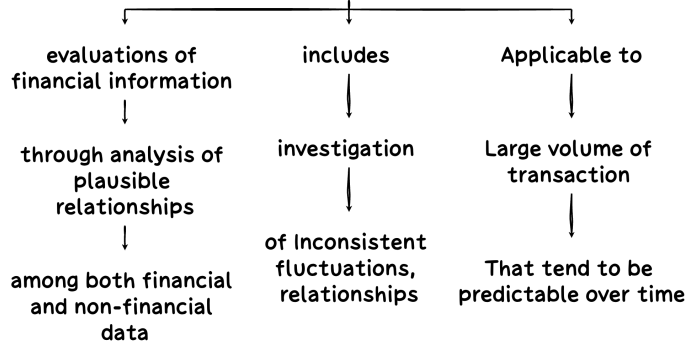 evaluations of
financial information
through analysis of
plausible
relationships
among both financial
and non-financial
data
includes
investigation
of Inconsistent
fluctuations,
relationships
Applicable to
Large volume of
transaction
That tend to be
predictable over time